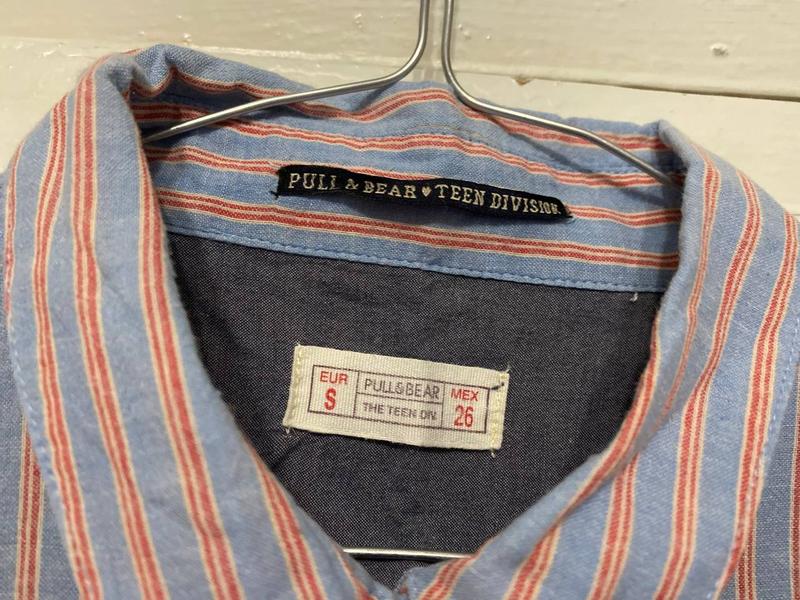 PULL & BEAR ♥ TEEN DIVISION.
EUR
S
PULL&BEAR
THE TEEN DIV.
MEX
26